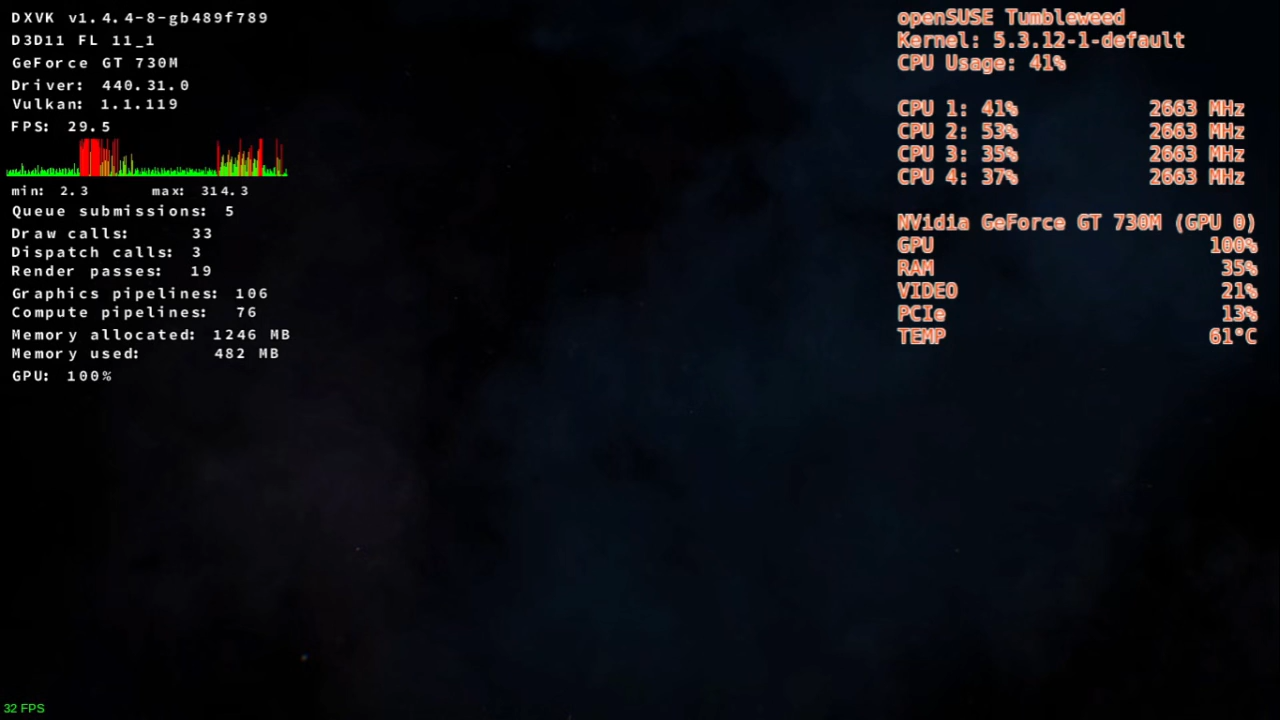 DXVK v1.4.4-8-gb489f789
D3D11 FL 11_1
GeForce GT 730M
Driver: 440.31.0
Vulkan: 1.1.119
FPS: 29.5
min: 2.3 max: 314.3
Queue submissions: 5
Draw calls: 33
Dispatch calls: 3
Render passes: 19
Graphics pipelines: 106
Compute pipelines: 76
Memory allocated: 1246 MB
Memory used: 482 MB
GPU: 100%
openSUSE Tumbleweed
Kernel: 5.3.12-1-default
CPU Usage: 41%
CPU 1: 41% 2663 MHz
CPU 2: 53% 2663 MHz
CPU 3: 35% 2663 MHz
CPU 4: 37% 2663 MHz
NVidia GeForce GT 730M (GPU 0)
GPU 100%
RAM 35%
VIDEO 21%
PCIe 13%
TEMP 61°C
32 FPS